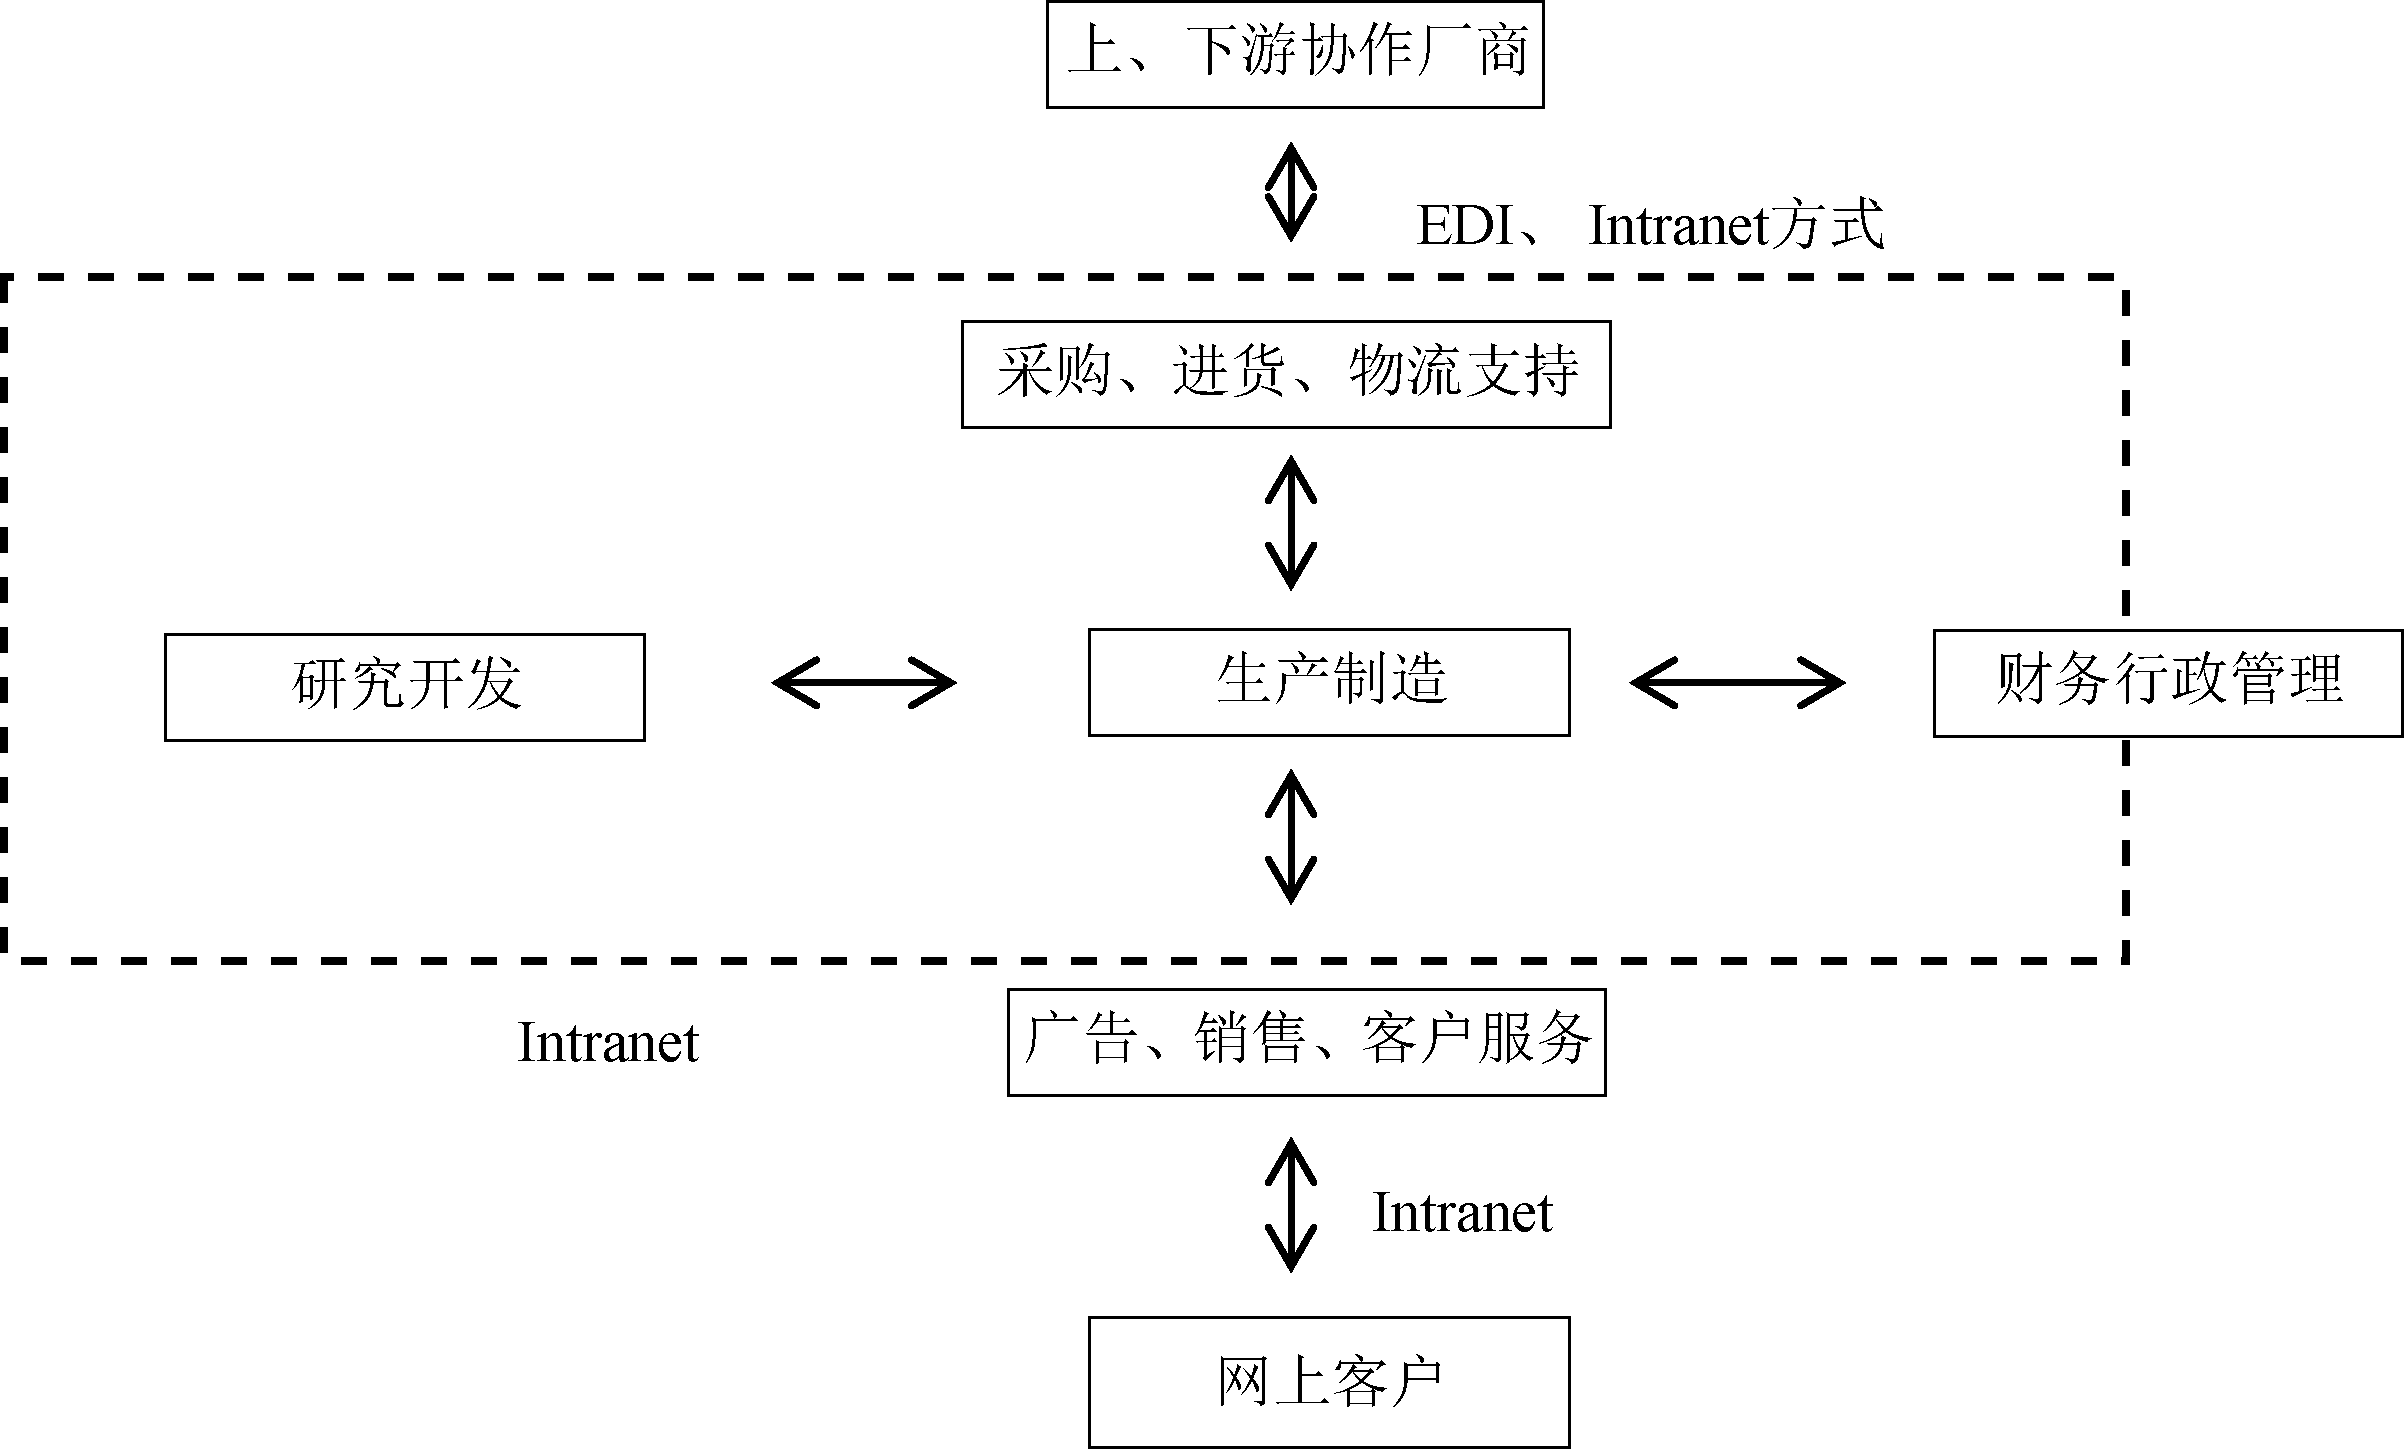 上、下游协作厂商
EDI、 Intranet方式
采购、进货、物流支持
研究开发
生产制造
财务行政管理
Intranet
广告、销售、客户服务
Intranet
网上客户